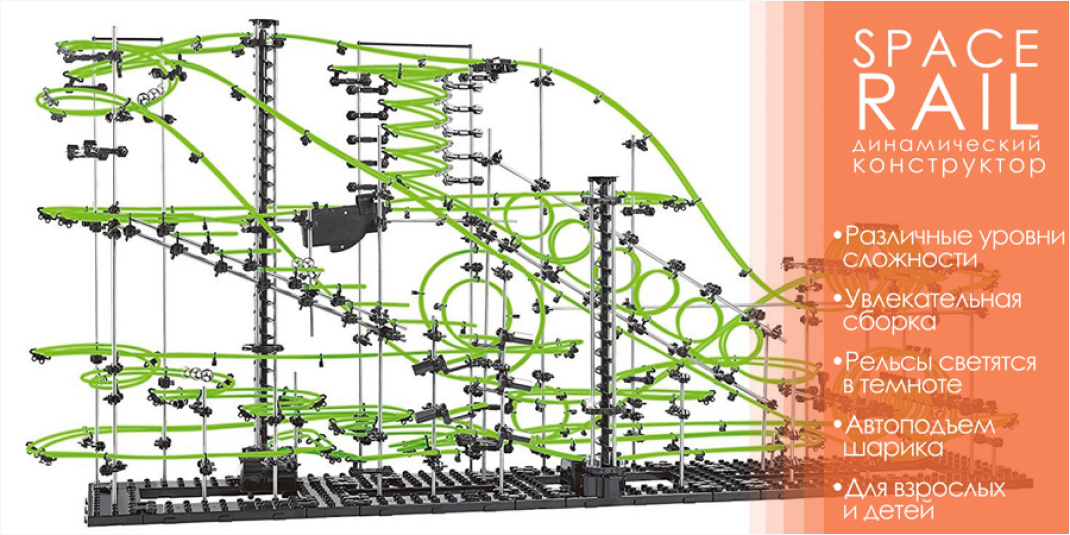 SPACE
RAIL
динамический
конструктор
•Различные уровни
сложности
•Увлекательная
сборка
•Рельсы светятся
в темноте
•Автоподъем
шарика
•Для взрослых
и детей